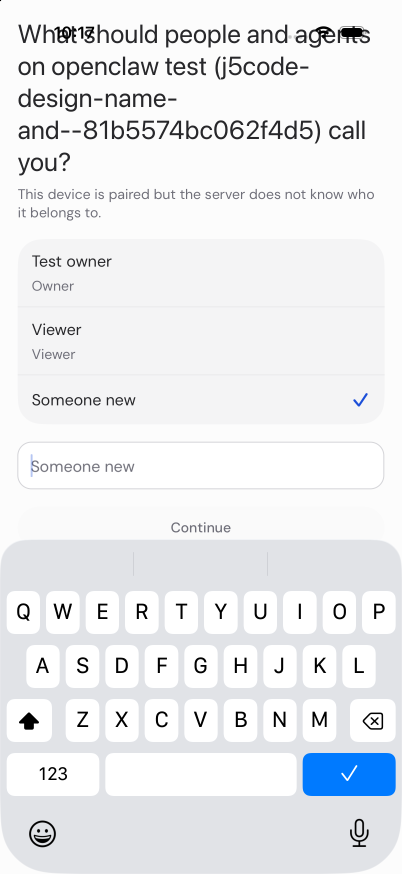 10:17
What should people and agents
on openclaw test (j5code-
design-name-
and--81b5574bc062f4d5) call
you?
This device is paired but the server does not know who
it belongs to.
Test owner
Owner
Viewer
Viewer
Someone new
Someone new
Continue
Q W E R T Y U I O P
A S D F G H J K L
Z X C V B N M
123